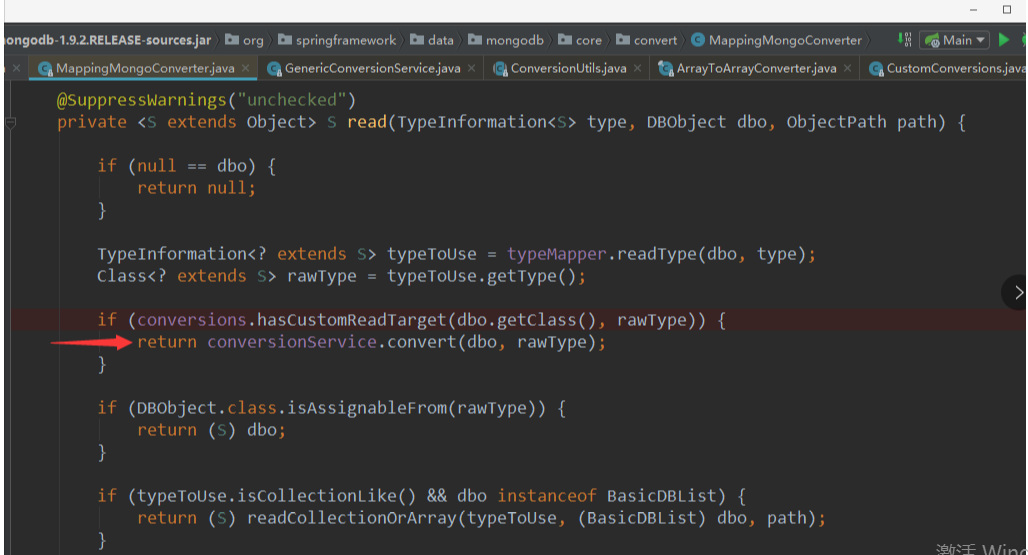 mongodb-1.9.2.RELEASE-sources.jar org springframework data mongodb core convert MappingMongoConverter Main
MappingMongoConverter.java GenericConversionService.java ConversionUtils.java ArrayToArrayConverter.java CustomConversions.java
@SuppressWarnings("unchecked")
private <S extends Object> S read(TypeInformation<S> type, DBObject dbo, ObjectPath path) {
if (null == dbo) {
return null;
}
TypeInformation<? extends S> typeToUse = typeMapper.readType(dbo, type);
Class<? extends S> rawType = typeToUse.getType();
if (conversions.hasCustomReadTarget(dbo.getClass(), rawType)) {
return conversionService.convert(dbo, rawType);
}
if (DBObject.class.isAssignableFrom(rawType)) {
return (S) dbo;
}
if (typeToUse.isCollectionLike() && dbo instanceof BasicDBList) {
return (S) readCollectionOrArray(typeToUse, (BasicDBList) dbo, path);
}
激活